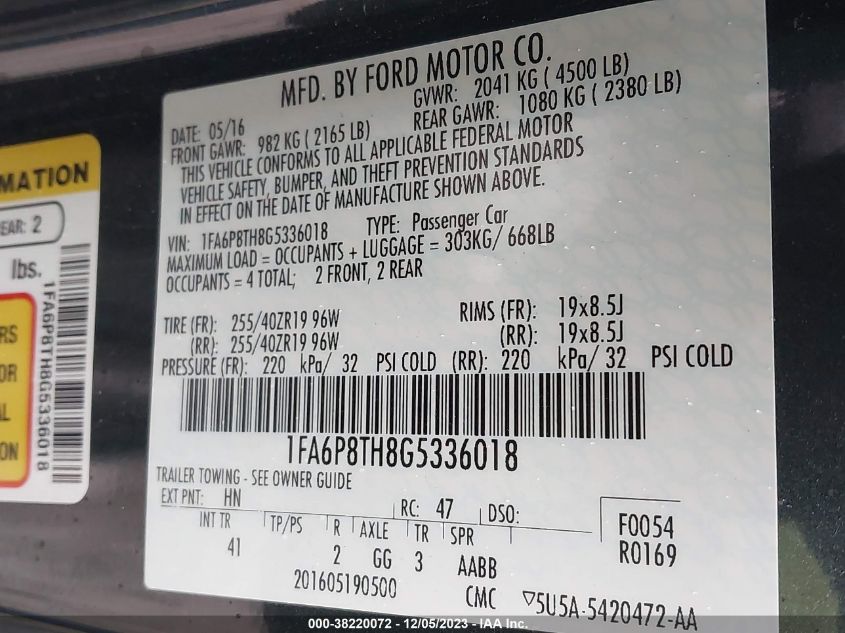 MFD. BY FORD MOTOR CO.
DATE: 05/16 GVWR: 2041 KG ( 4500 LB)
FRONT GAWR: 982 KG ( 2165 LB) REAR GAWR: 1080 KG ( 2380 LB)
THIS VEHICLE CONFORMS TO ALL APPLICABLE FEDERAL MOTOR
VEHICLE SAFETY, BUMPER, AND THEFT PREVENTION STANDARDS
IN EFFECT ON THE DATE OF MANUFACTURE SHOWN ABOVE.
VIN: 1FA6P8TH8G5336018 TYPE: Passenger Car
MAXIMUM LOAD = OCCUPANTS + LUGGAGE = 303KG/ 668LB
OCCUPANTS = 4 TOTAL; 2 FRONT, 2 REAR
TIRE (FR): 255/40ZR19 96W RIMS (FR): 19x8.5J
(RR): 255/40ZR19 96W (RR): 19x8.5J
PRESSURE (FR): 220 kPa/ 32 PSI COLD (RR): 220 kPa/ 32 PSI COLD
1FA6P8TH8G5336018
TRAILER TOWING - SEE OWNER GUIDE
EXT PNT: HN RC: 47 DSO:
INT TR TP/PS R AXLE TR SPR F0054
41 2 GG 3 AABB R0169
201605190500 CMC ▽5U5A-5420472-AA
MATION
EAR: 2
lbs.
1FA6P8TH8G5336018
RS
OR
AL
ON
000-38220072 - 12/05/2023 - IAA Inc.